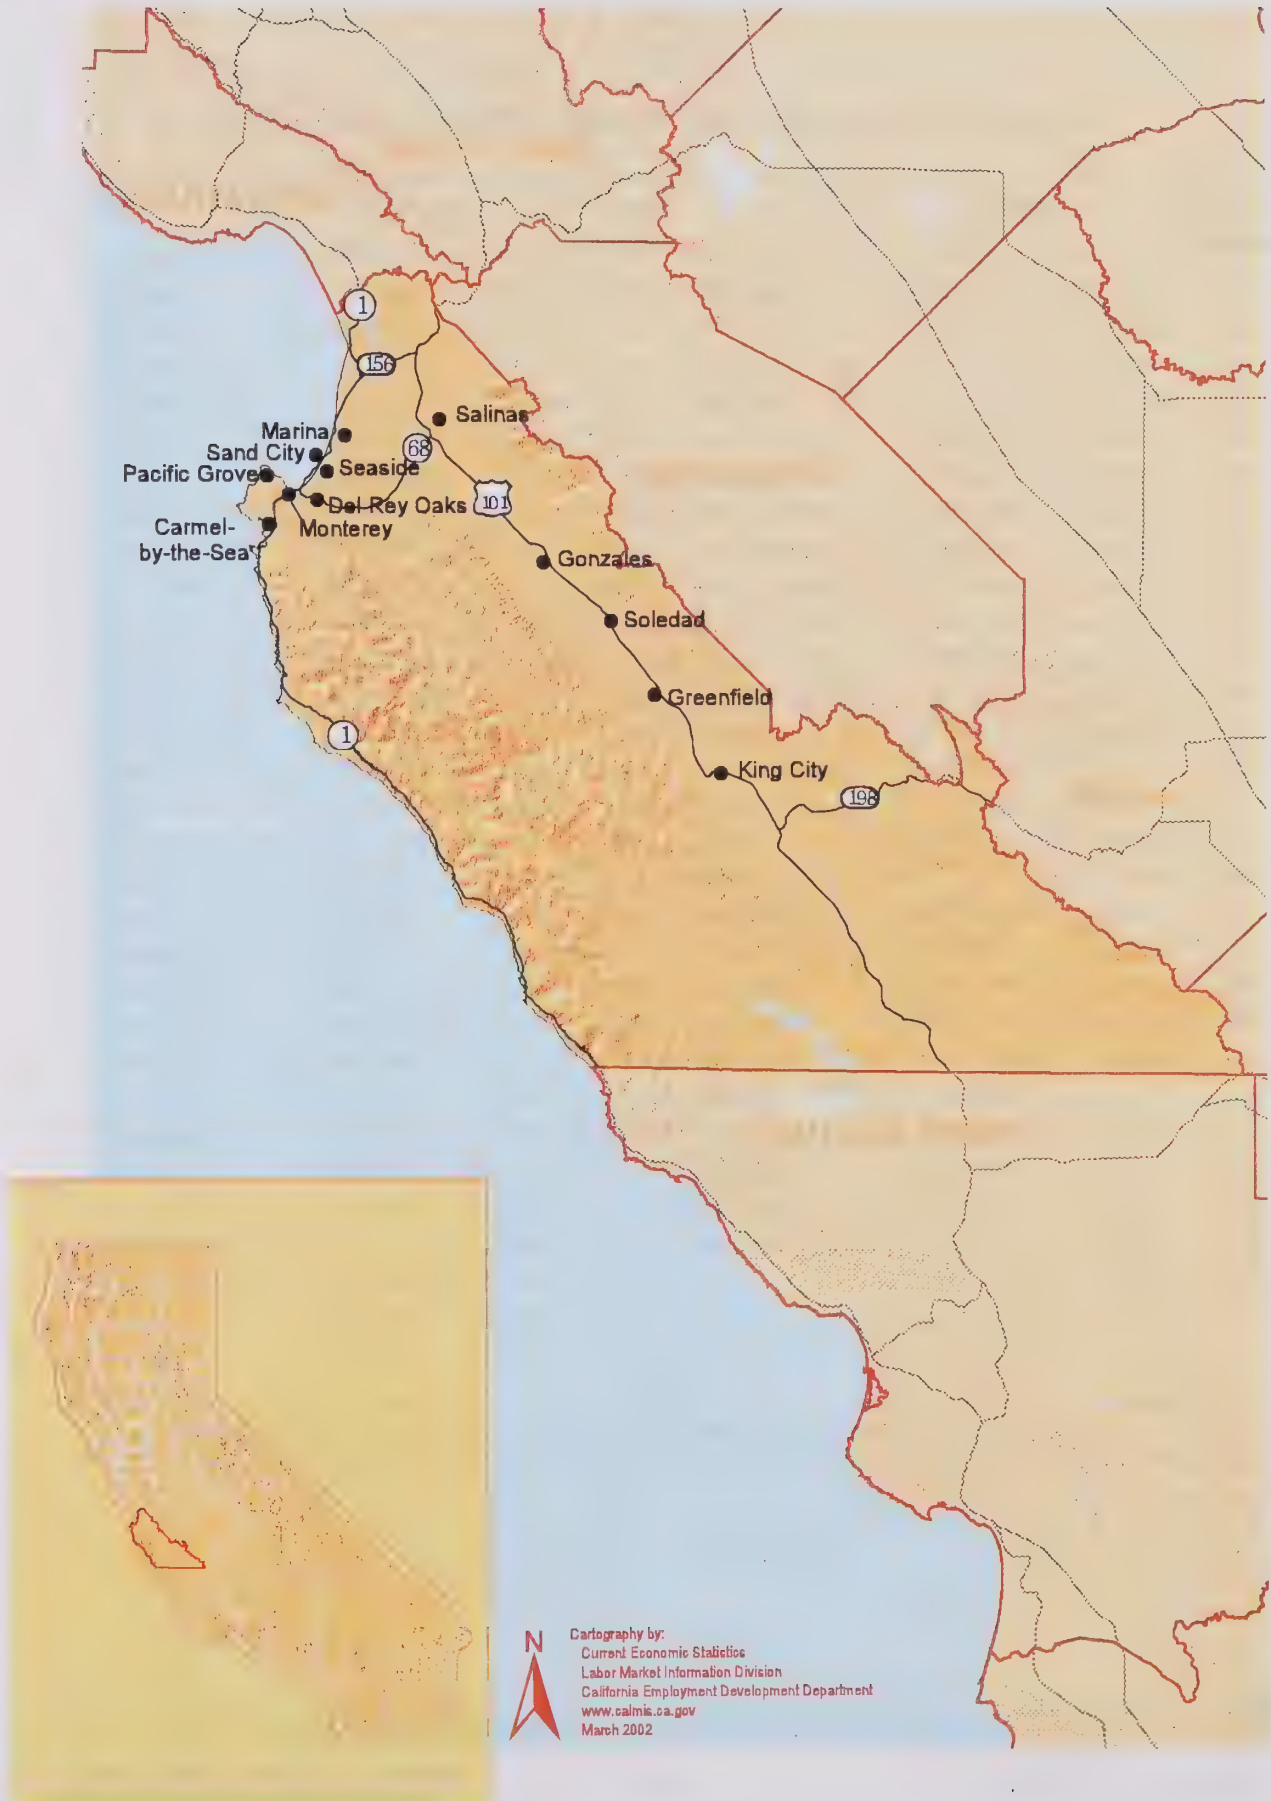 1
156
Salinas
Marina
68
Sand City
Seaside
Pacific Grove
101
Del Rey Oaks
Monterey
Carmel-
by-the-Sea
Gonzales
Soledad
Greenfield
1
King City
198
N
Cartography by:
Current Economic Statistics
Labor Market Information Division
California Employment Development Department
www.calmis.ca.gov
March 2002